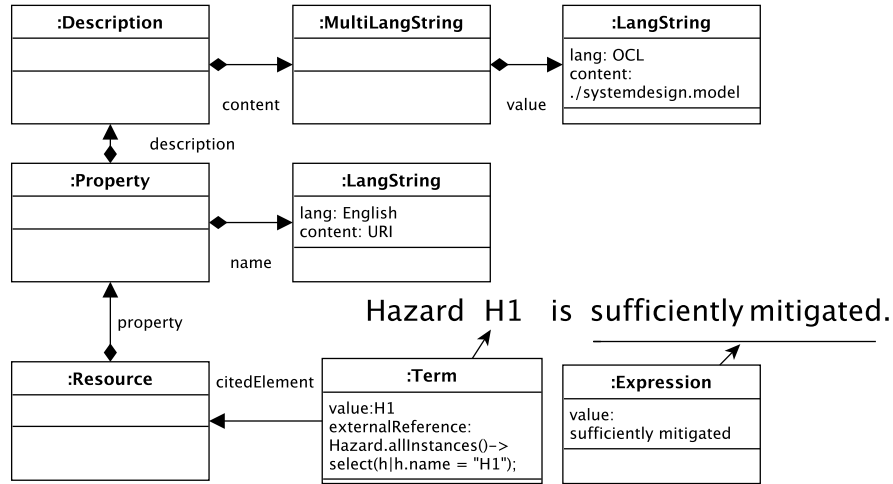 :Description
:MultiLangString
:LangString
lang: OCL
content:
./systemdesign.model
content
value
description
:Property
:LangString
lang: English
content: URI
name
Hazard H1 is sufficiently mitigated.
property
:Resource
citedElement
:Term
value:H1
externalReference:
Hazard.allInstances()->
select(h|h.name = "H1");
:Expression
value:
sufficiently mitigated